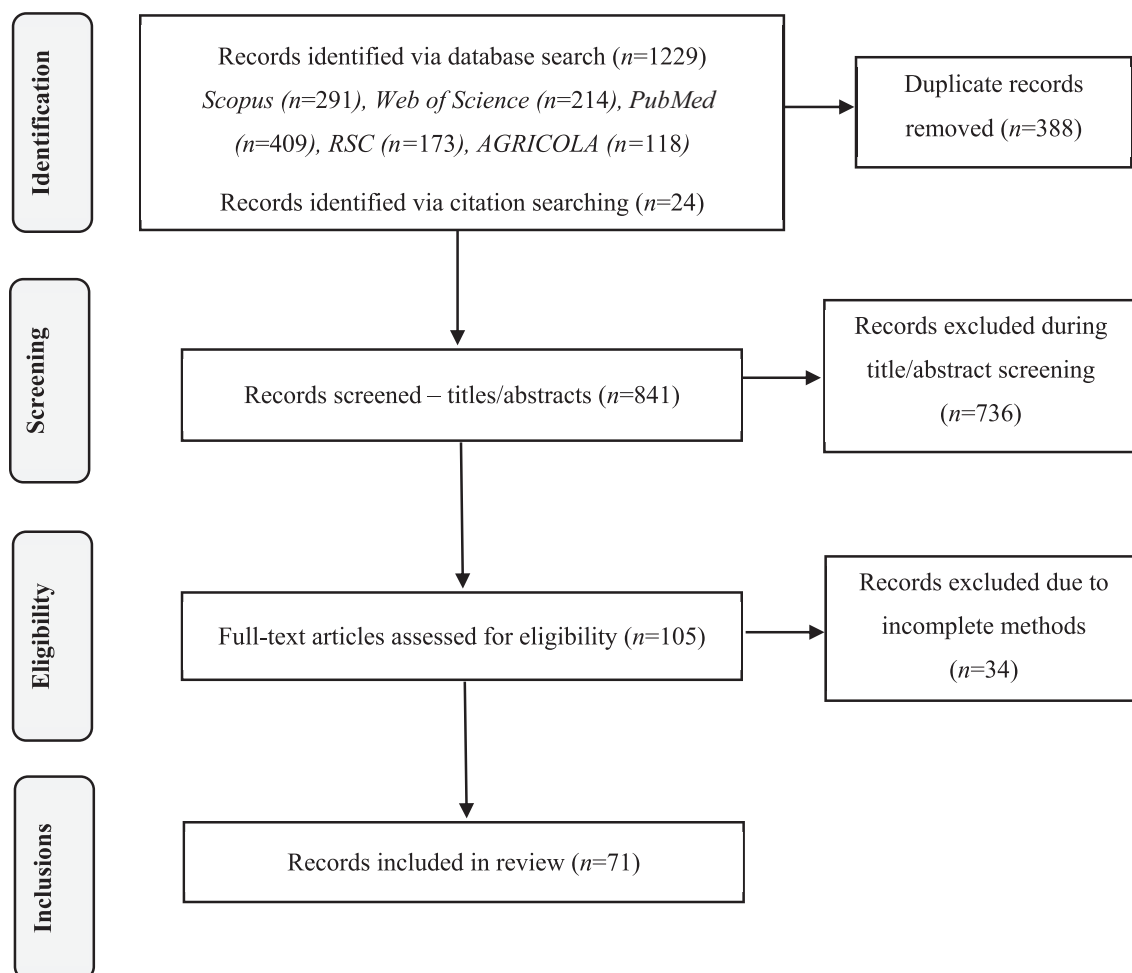 Identification
Records identified via database search (n=1229)
Scopus (n=291), Web of Science (n=214), PubMed
(n=409), RSC (n=173), AGRICOLA (n=118)
Records identified via citation searching (n=24)
Duplicate records
removed (n=388)
Screening
Records screened – titles/abstracts (n=841)
Records excluded during
title/abstract screening
(n=736)
Eligibility
Full-text articles assessed for eligibility (n=105)
Records excluded due to
incomplete methods
(n=34)
Inclusions
Records included in review (n=71)